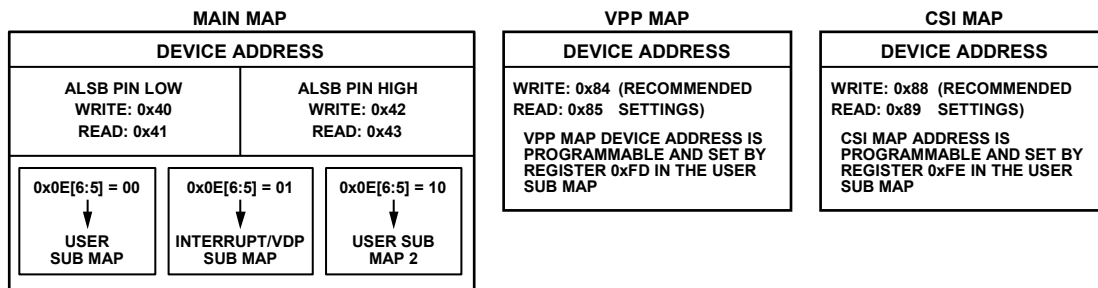 MAIN MAP
DEVICE ADDRESS
ALSB PIN LOW
WRITE: 0x40
READ: 0x41
ALSB PIN HIGH
WRITE: 0x42
READ: 0x43
0x0E[6:5] = 00
USER
SUB MAP
0x0E[6:5] = 01
INTERRUPT/VDP
SUB MAP
0x0E[6:5] = 10
USER SUB
MAP 2
VPP MAP
DEVICE ADDRESS
WRITE: 0x84 (RECOMMENDED
READ: 0x85 SETTINGS)
VPP MAP DEVICE ADDRESS IS
PROGRAMMABLE AND SET BY
REGISTER 0xFD IN THE USER
SUB MAP
CSI MAP
DEVICE ADDRESS
WRITE: 0x88 (RECOMMENDED
READ: 0x89 SETTINGS)
CSI MAP ADDRESS IS
PROGRAMMABLE AND SET BY
REGISTER 0xFE IN THE USER
SUB MAP